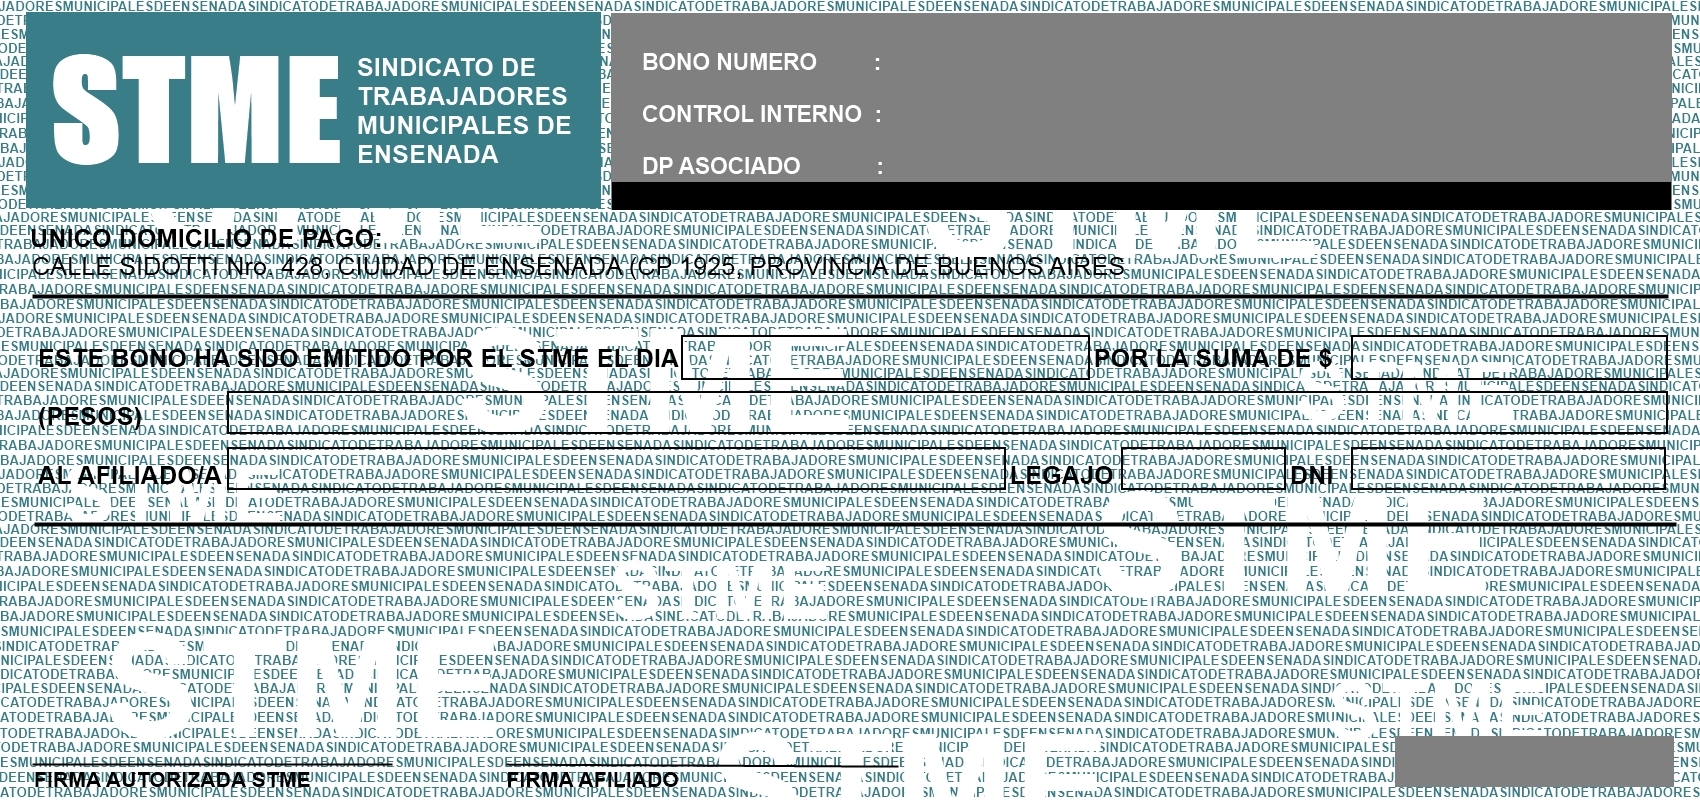 STME
SINDICATO DE
TRABAJADORES
MUNICIPALES DE
ENSENADA
BONO NUMERO :
CONTROL INTERNO :
DP ASOCIADO :
UNICO DOMICILIO DE PAGO:
CALLE SIDOTTI Nro. 428, CIUDAD DE ENSENADA (CP 1925, PROVINCIA DE BUENOS AIRES
ESTE BONO HA SIDO EMITIDO POR EL STME EL DIA POR LA SUMA DE $
(PESOS)
AL AFILIADO/A LEGAJO DNI
FIRMA AUTORIZADA STME FIRMA AFILIADO